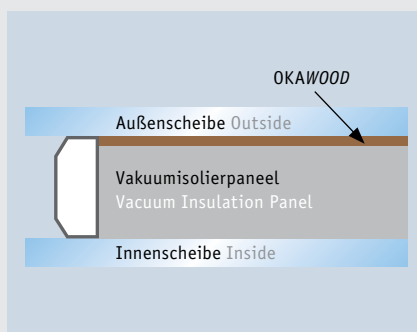 OKAWOOD
Außenscheibe Outside
Vakuumisolierpaneel
Vacuum Insulation Panel
Innenscheibe Inside